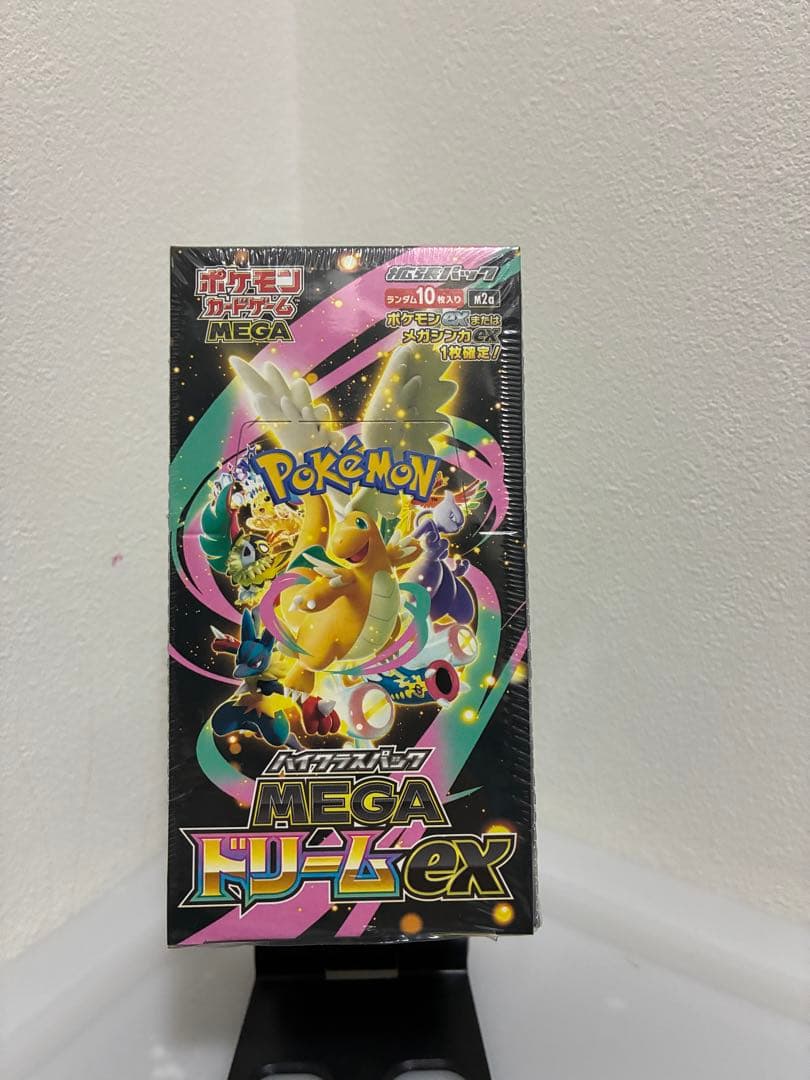 ポケモン
カードゲーム
MEGA
拡張パック
ランダム10枚入り M2a
ポケモンexまたは
メガシンカex
1枚確定!
POKéMON
ハイクラスパック
MEGA
ドリームex